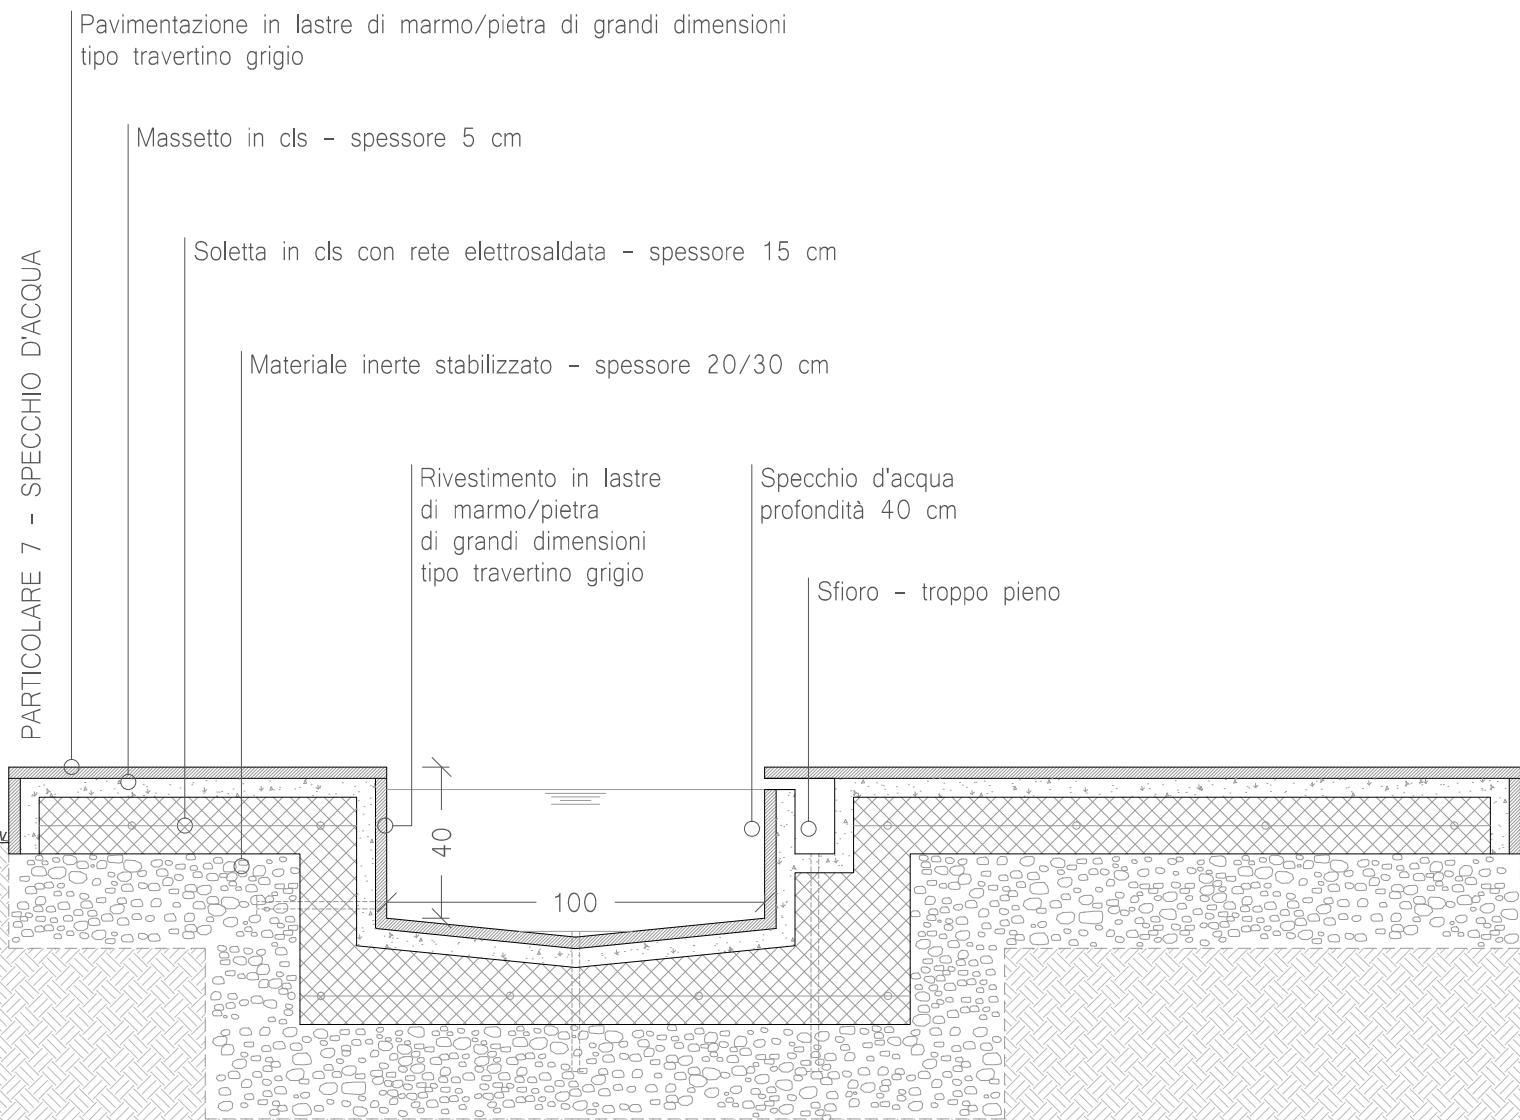 Pavimentazione in lastre di marmo/pietra di grandi dimensioni
tipo travertino grigio
Massetto in cls - spessore 5 cm
Soletta in cls con rete elettrosaldata - spessore 15 cm
Materiale inerte stabilizzato - spessore 20/30 cm
Rivestimento in lastre
di marmo/pietra
di grandi dimensioni
tipo travertino grigio
Specchio d'acqua
profondità 40 cm
Sfioro - troppo pieno
PARTICOLARE 7 - SPECCHIO D'ACQUA
40
100